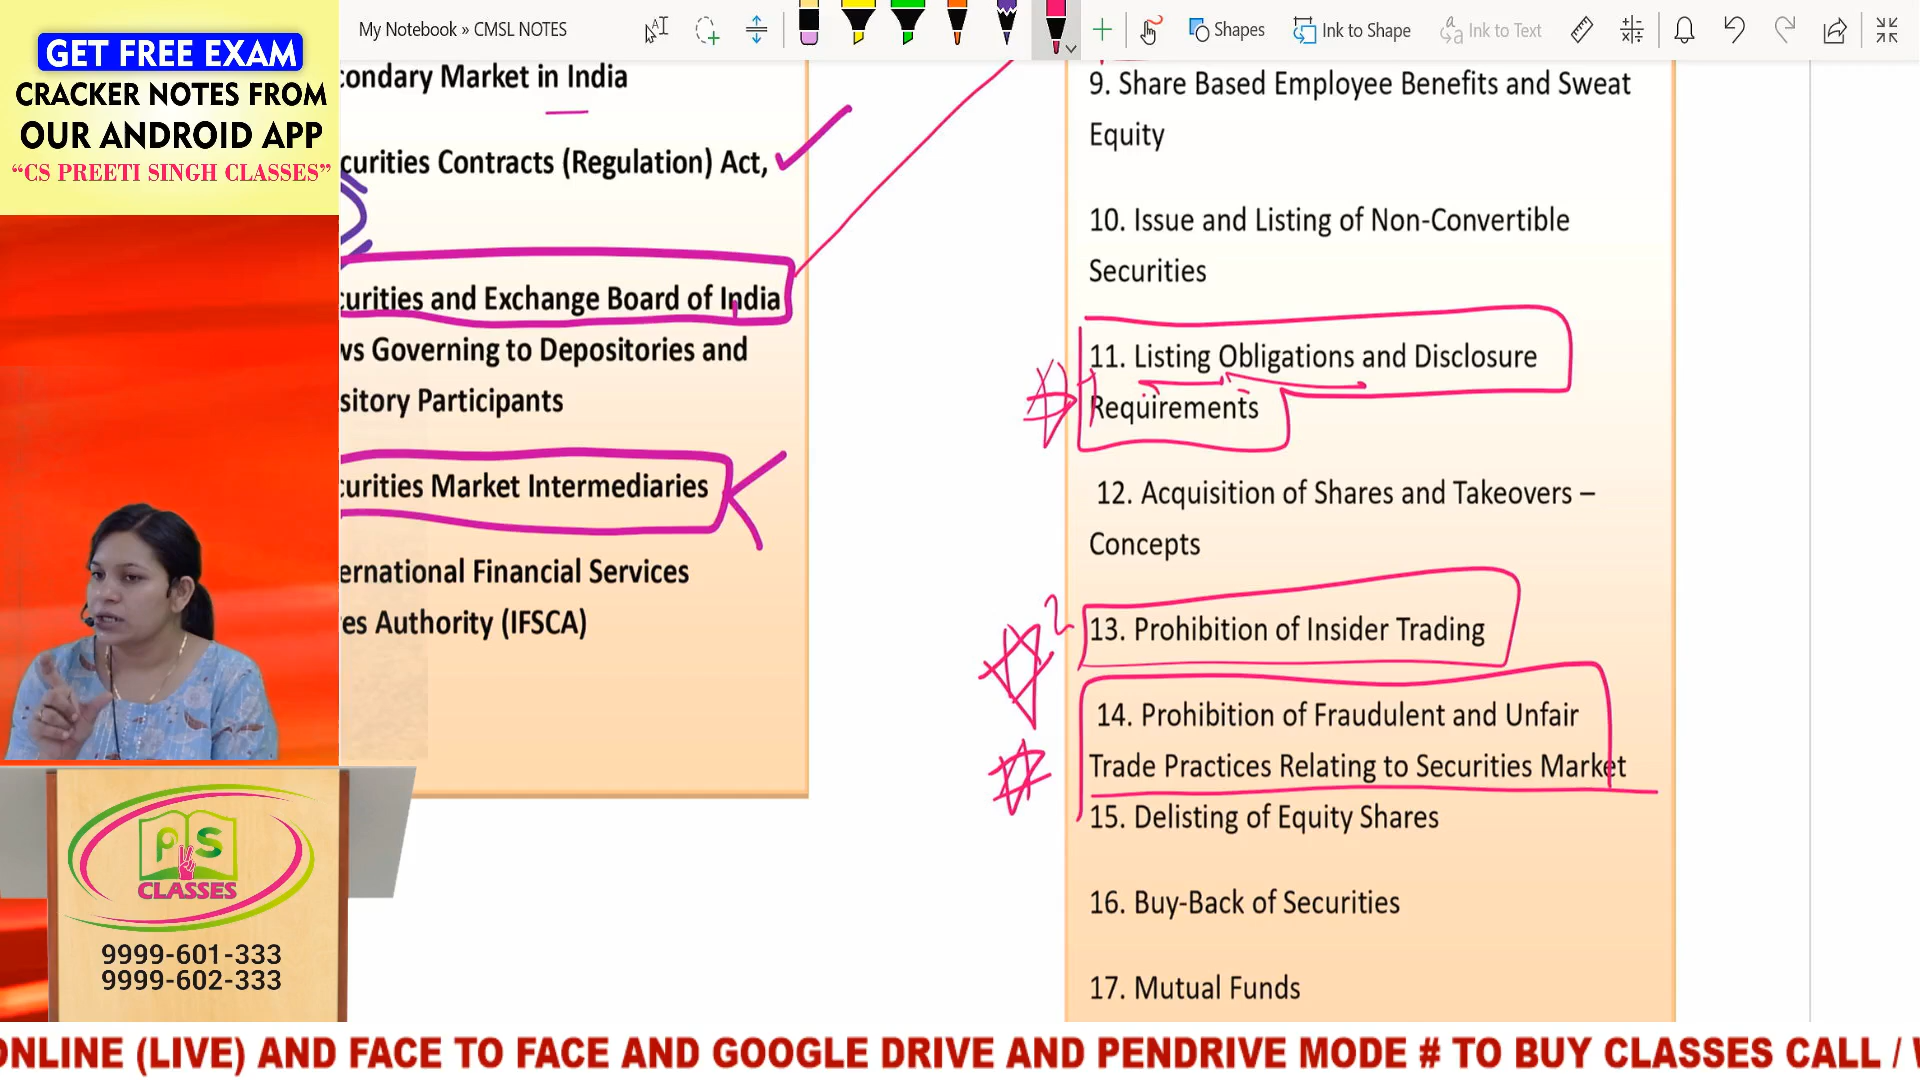 GET FREE EXAM
CRACKER NOTES FROM
OUR ANDROID APP
“CS PREETI SINGH CLASSES”
My Notebook » CMSL NOTES
Shapes
Ink to Shape
Ink to Text
condary Market in India
curities Contracts (Regulation) Act,
curities and Exchange Board of India
ws Governing to Depositories and
sitory Participants
curities Market Intermediaries
ernational Financial Services
res Authority (IFSCA)
9. Share Based Employee Benefits and Sweat
Equity
10. Issue and Listing of Non-Convertible
Securities
11. Listing Obligations and Disclosure
Requirements
12. Acquisition of Shares and Takeovers –
Concepts
2
13. Prohibition of Insider Trading
14. Prohibition of Fraudulent and Unfair
Trade Practices Relating to Securities Market
15. Delisting of Equity Shares
16. Buy-Back of Securities
17. Mutual Funds
PS
CLASSES
9999-601-333
9999-602-333
ONLINE (LIVE) AND FACE TO FACE AND GOOGLE DRIVE AND PENDRIVE MODE # TO BUY CLASSES CALL /